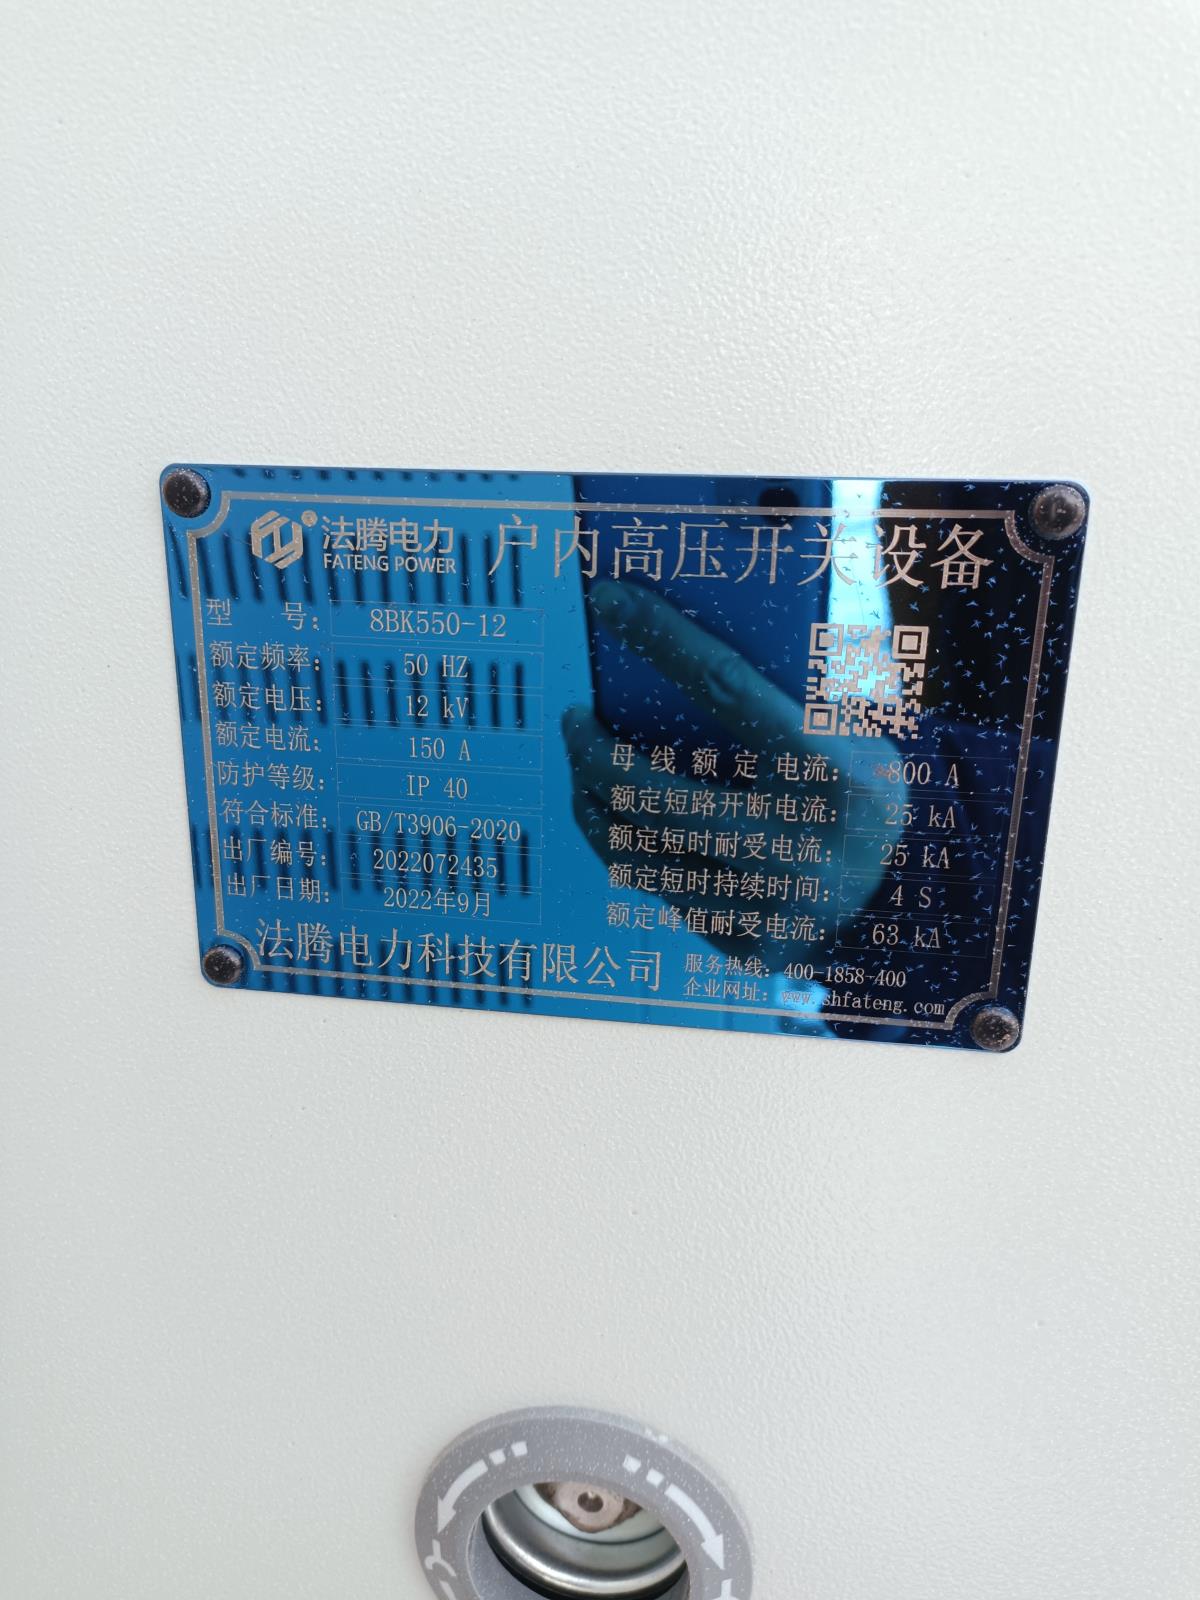 法腾电力 户内高压开关设备
FATENG POWER
型 号： 8BK550-12
额定频率： 50 HZ
额定电压： 12 kV
额定电流： 150 A
防护等级： IP 40
符合标准： GB/T3906-2020
出厂编号： 2022072435
出厂日期： 2022年9月
母线额定电流： 800 A
额定短路开断电流： 25 kA
额定短时耐受电流： 25 kA
额定短时持续时间： 4 S
额定峰值耐受电流： 63 kA
法腾电力科技有限公司
服务热线：400-1858-400
企业网址：www.shfateng.com